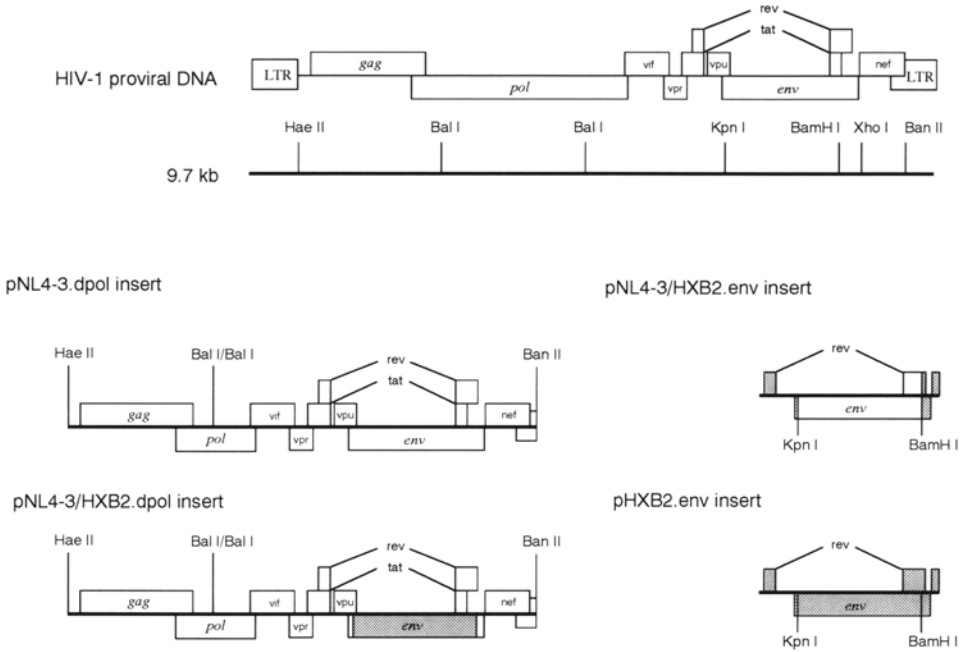 rev
tat
HIV-1 proviral DNA
LTR
gag
vif
vpu
nef
LTR
pol
vpr
env
Hae II
Bal I
Bal I
Kpn I
BamH I
Xho I
Ban II
9.7 kb
pNL4-3.dpol insert
Hae II
Bal I/Bal I
Ban II
rev
tat
gag
vif
vpu
nef
pol
vpr
env
pNL4-3/HXB2.env insert
rev
env
Kpn I
BamH I
pNL4-3/HXB2.dpol insert
Hae II
Bal I/Bal I
Ban II
rev
tat
gag
vif
vpu
nef
pol
vpr
env
pHXB2.env insert
rev
env
Kpn I
BamH I